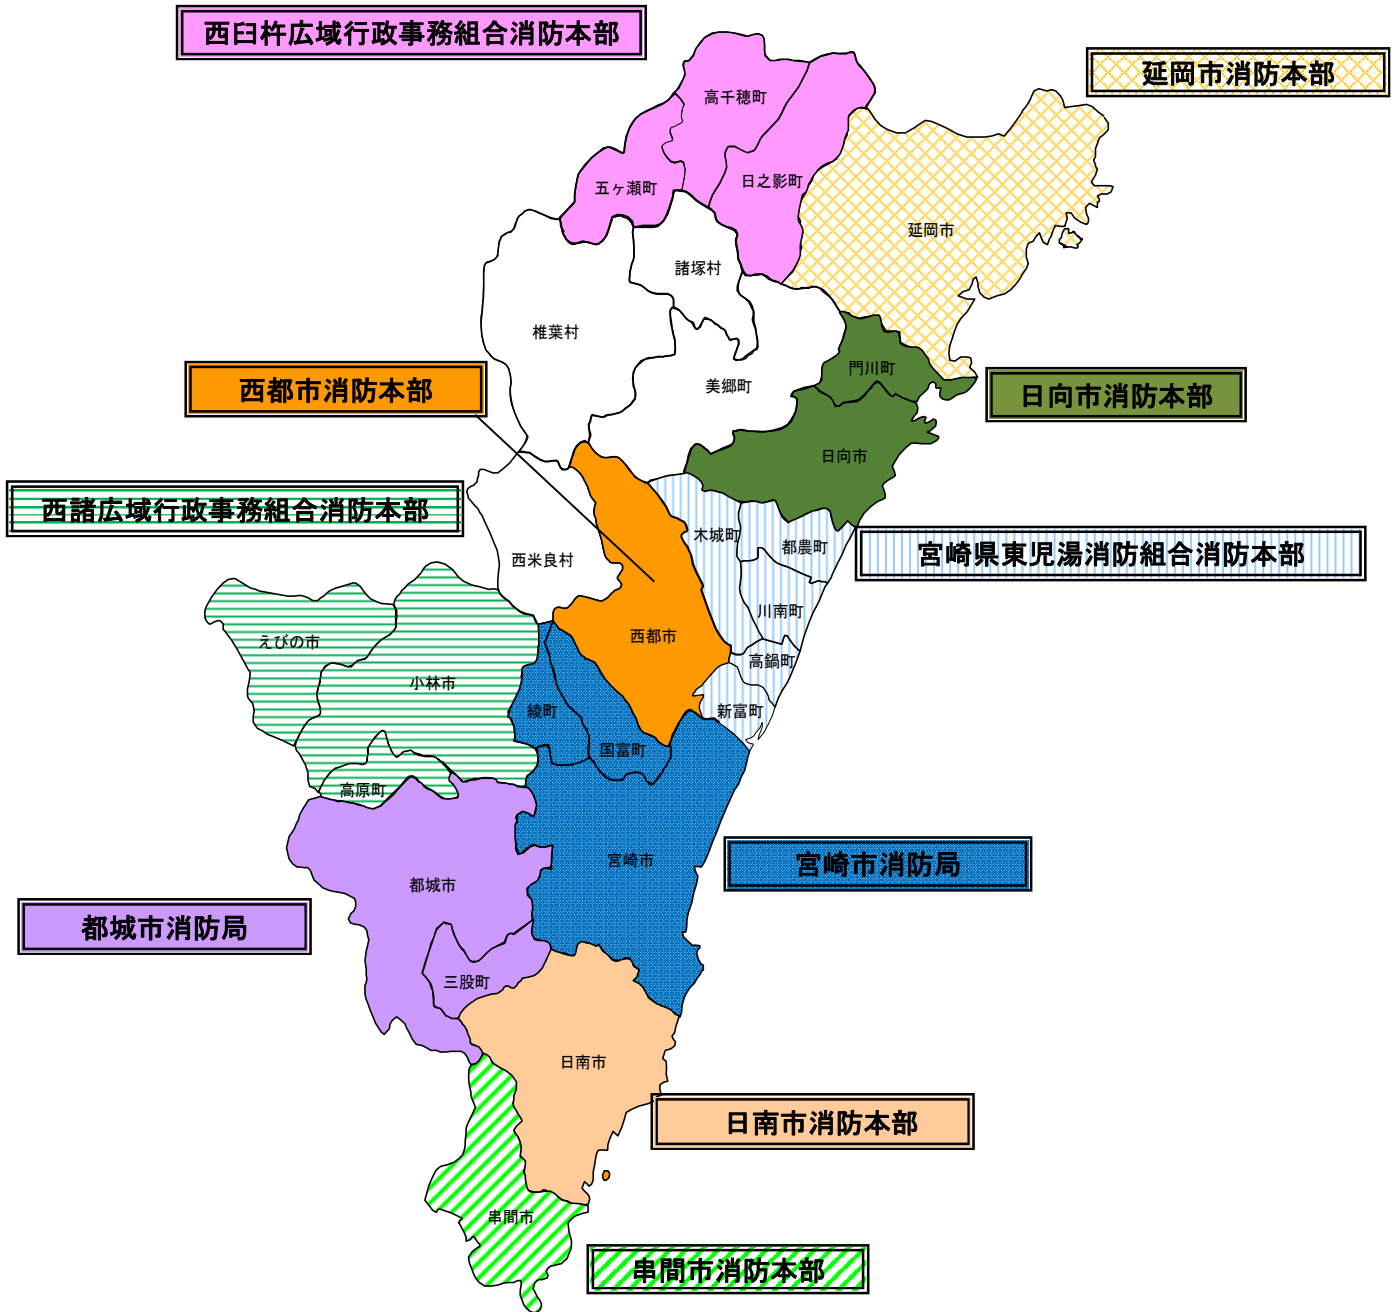 西臼杵広域行政事務組合消防本部
延岡市消防本部
高千穂町
日之影町
五ヶ瀬町
延岡市
諸塚村
椎葉村
門川町
美郷町
西都市消防本部
日向市消防本部
日向市
西諸広域行政事務組合消防本部
木城町
都農町
宮崎県東児湯消防組合消防本部
西米良村
川南町
西都市
えびの市
高鍋町
小林市
綾町
新富町
国富町
高原町
宮崎市
宮崎市消防局
都城市
都城市消防局
三股町
日南市
日南市消防本部
串間市
串間市消防本部